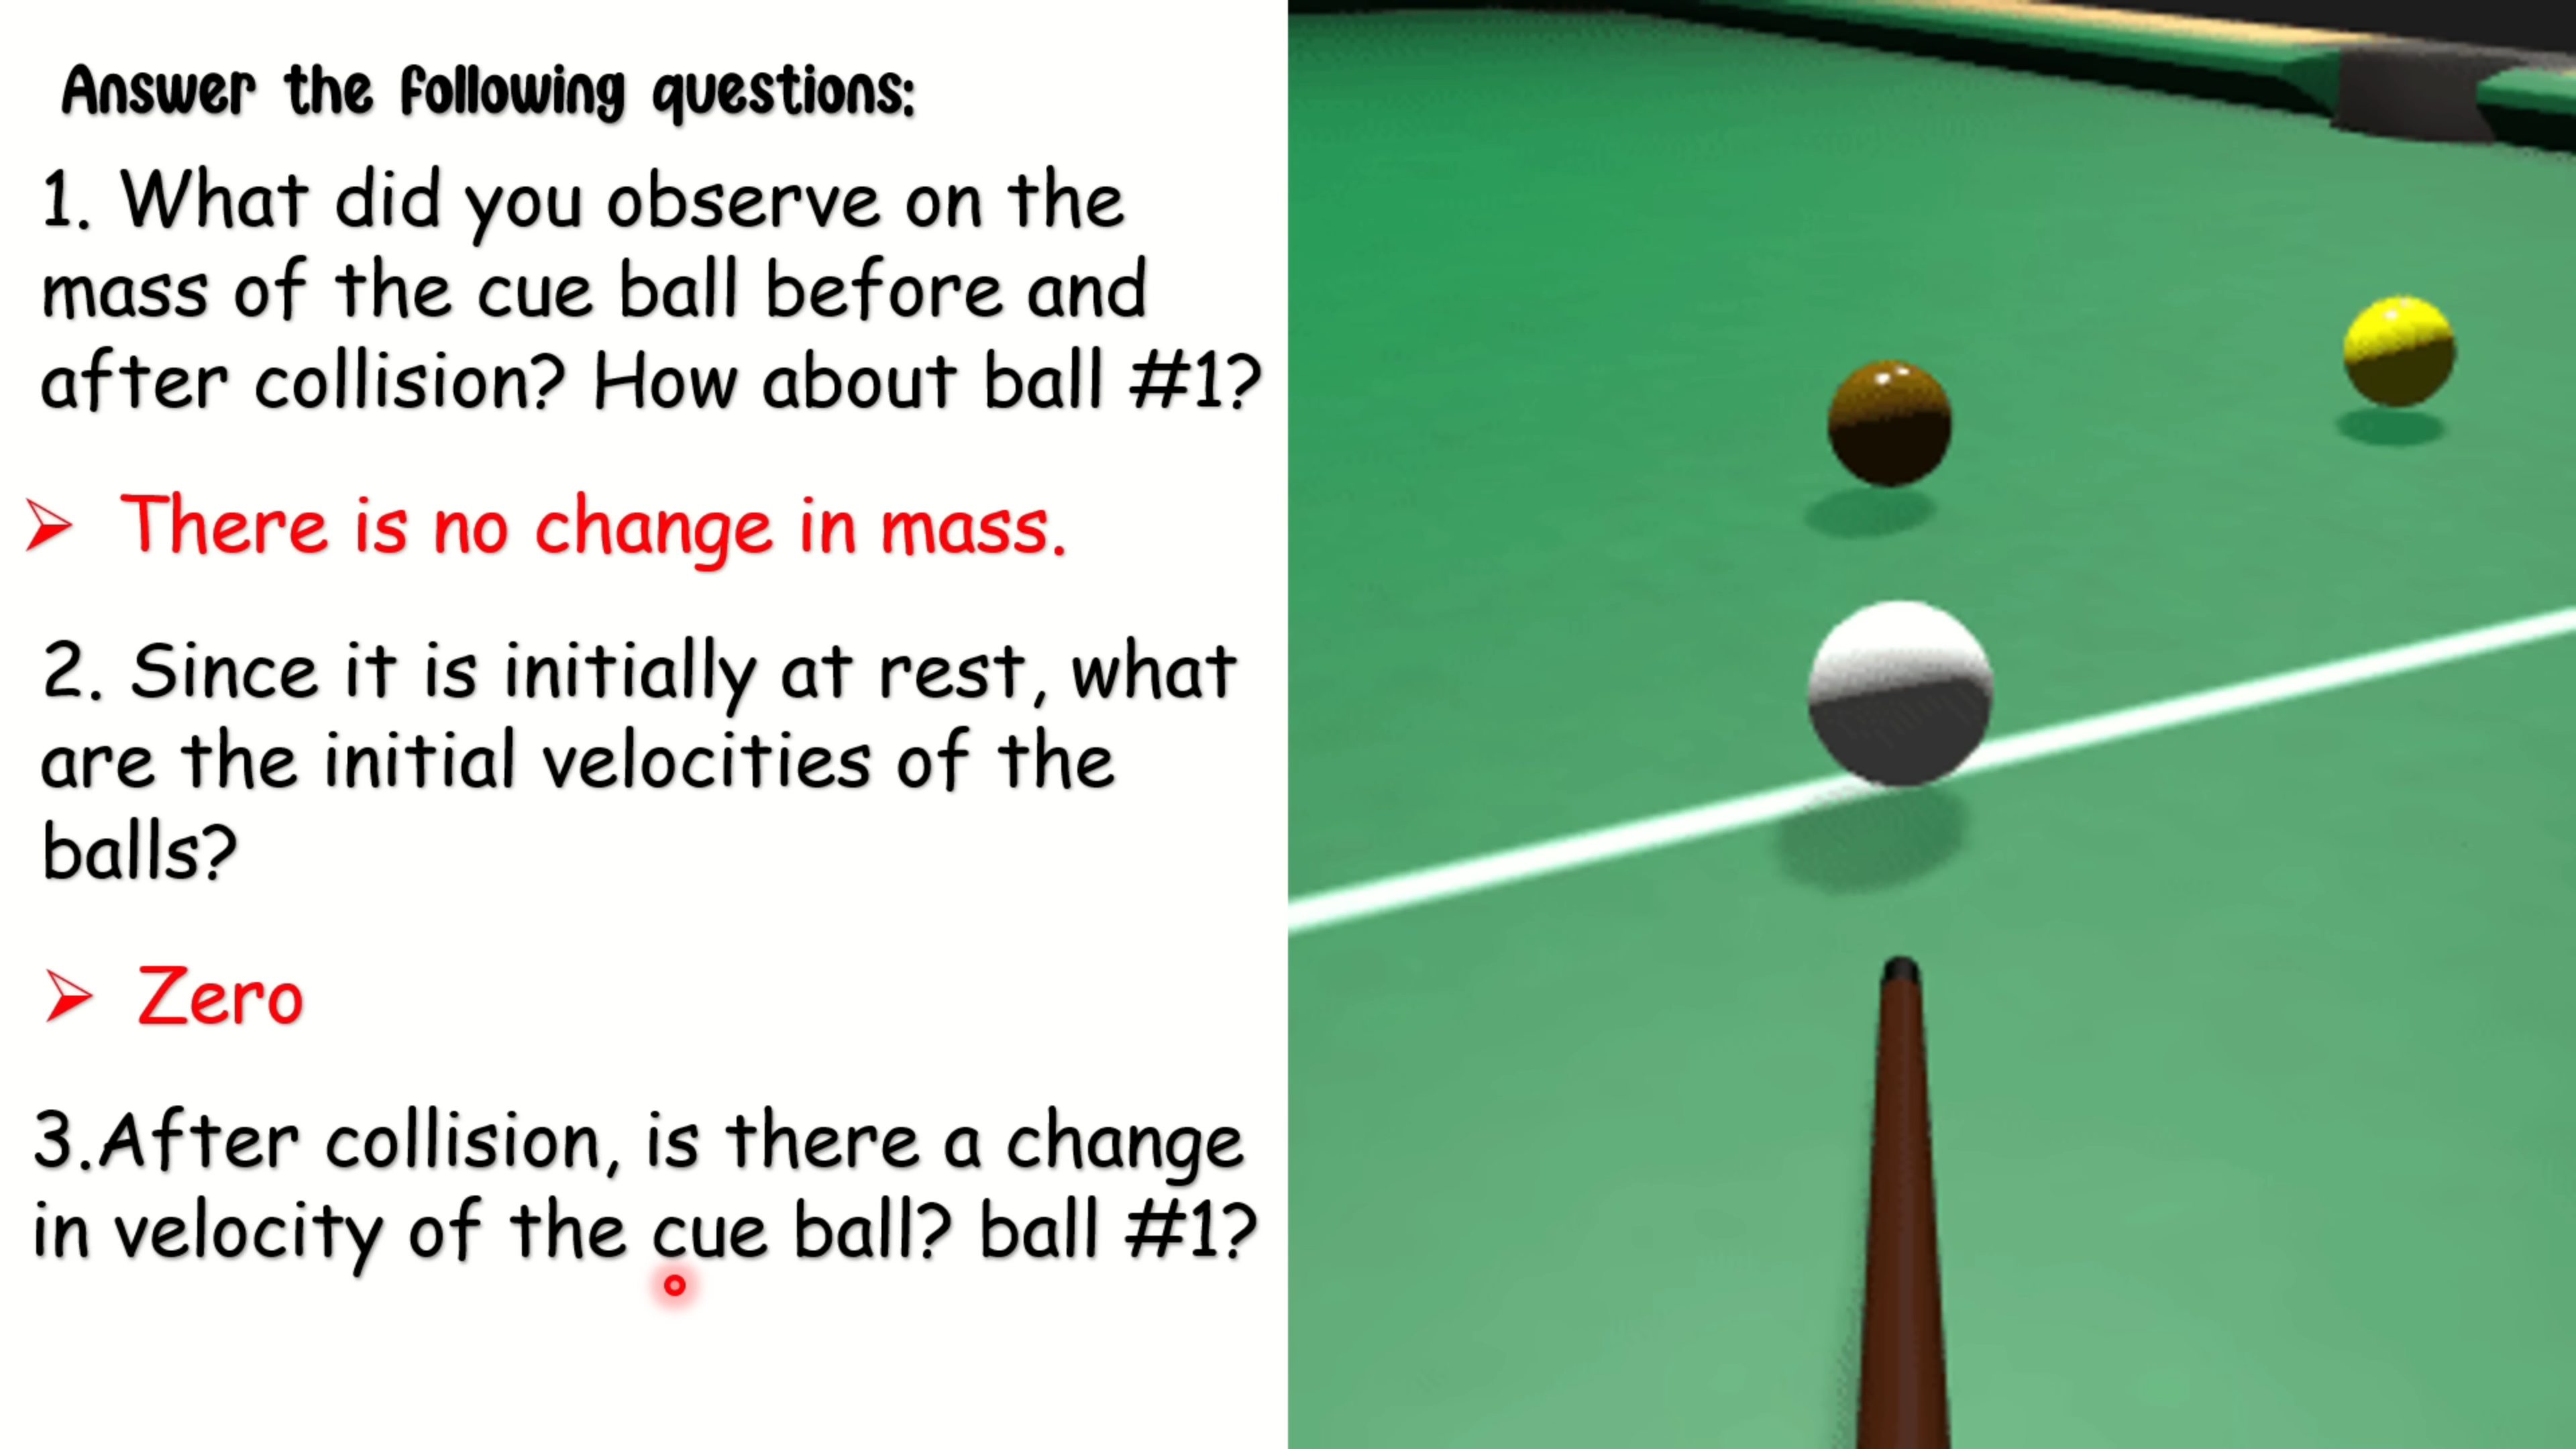 Answer the following questions:
1. What did you observe on the
mass of the cue ball before and
after collision? How about ball #1?
There is no change in mass.
2. Since it is initially at rest, what
are the initial velocities of the
balls?
Zero
3.After collision, is there a change
in velocity of the cue ball? ball #1?